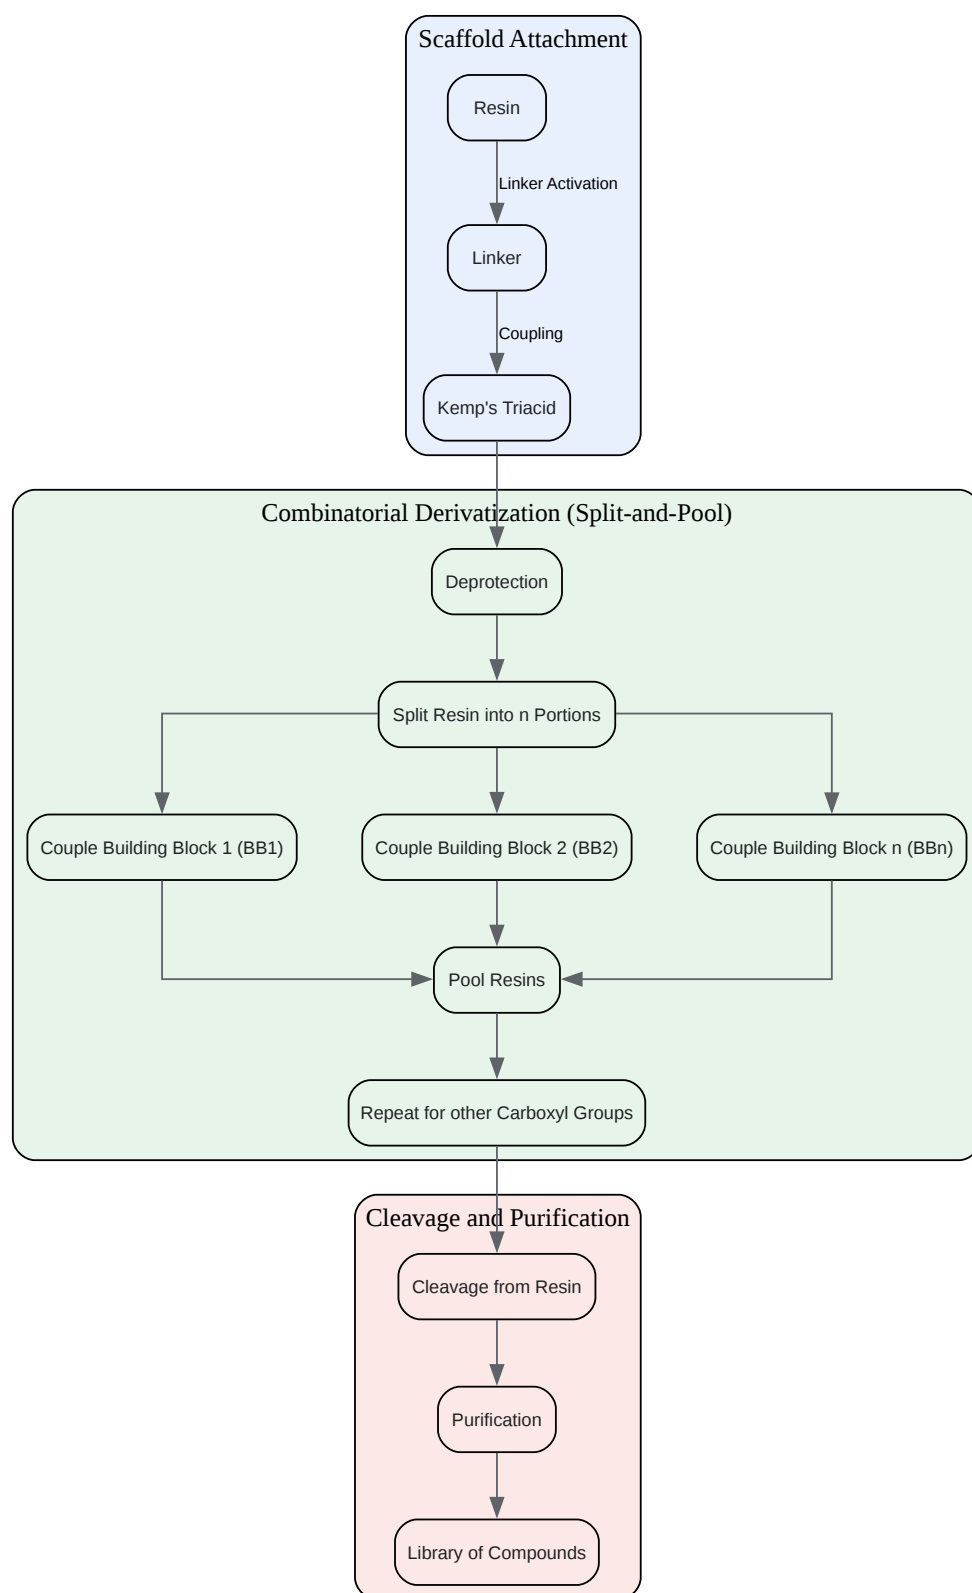 Scaffold Attachment
Resin
Linker Activation
Linker
Coupling
Kemp's Triacid
Combinatorial Derivatization (Split-and-Pool)
Deprotection
Split Resin into n Portions
Couple Building Block 1 (BB1)
Couple Building Block 2 (BB2)
Couple Building Block n (BBn)
Pool Resins
Repeat for other Carboxyl Groups
Cleavage and Purification
Cleavage from Resin
Purification
Library of Compounds